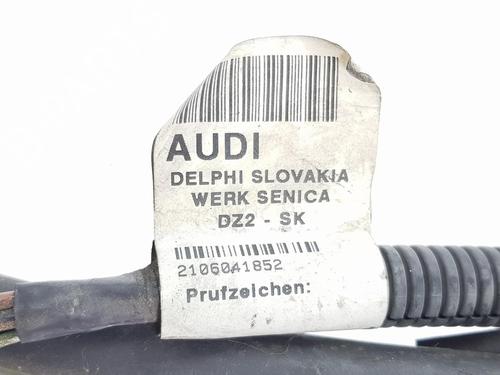 AUDI
DELPHI SLOVAKIA
WERK SENICA
DZ2 - SK
2106041852
Prufzeichen: